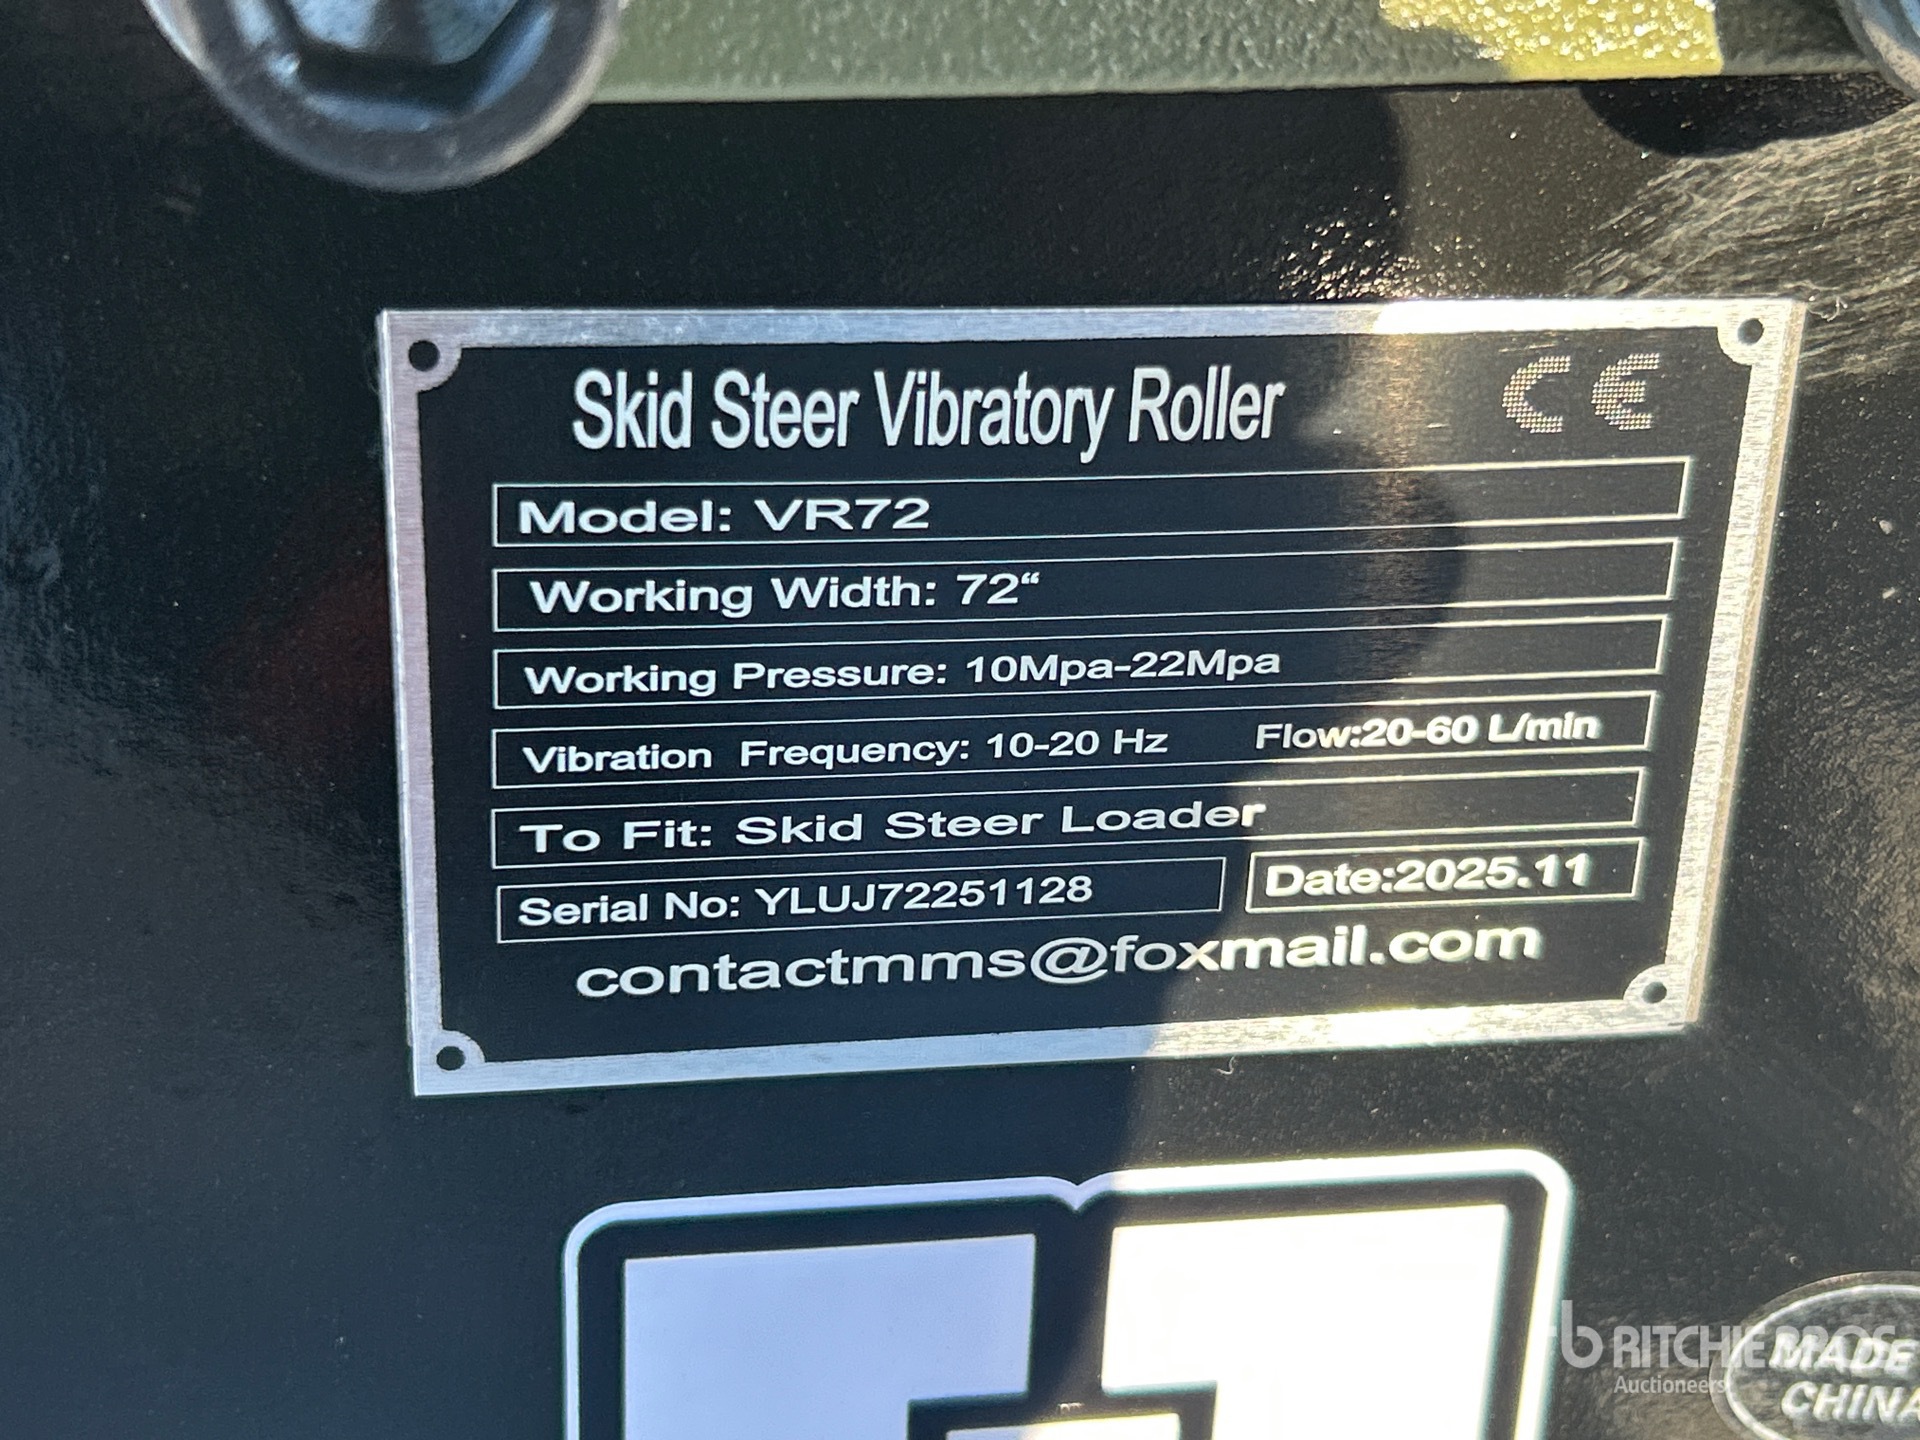 Skid Steer Vibratory Roller CE
Model: VR72
Working Width: 72“
Working Pressure: 10Mpa-22Mpa
Vibration Frequency: 10-20 Hz Flow:20-60 L/min
To Fit: Skid Steer Loader
Serial No: YLUJ72251128 Date:2025.11
contactmms@foxmail.com
rb RITCHIE BROS
Auctioneers
MADE
CHINA